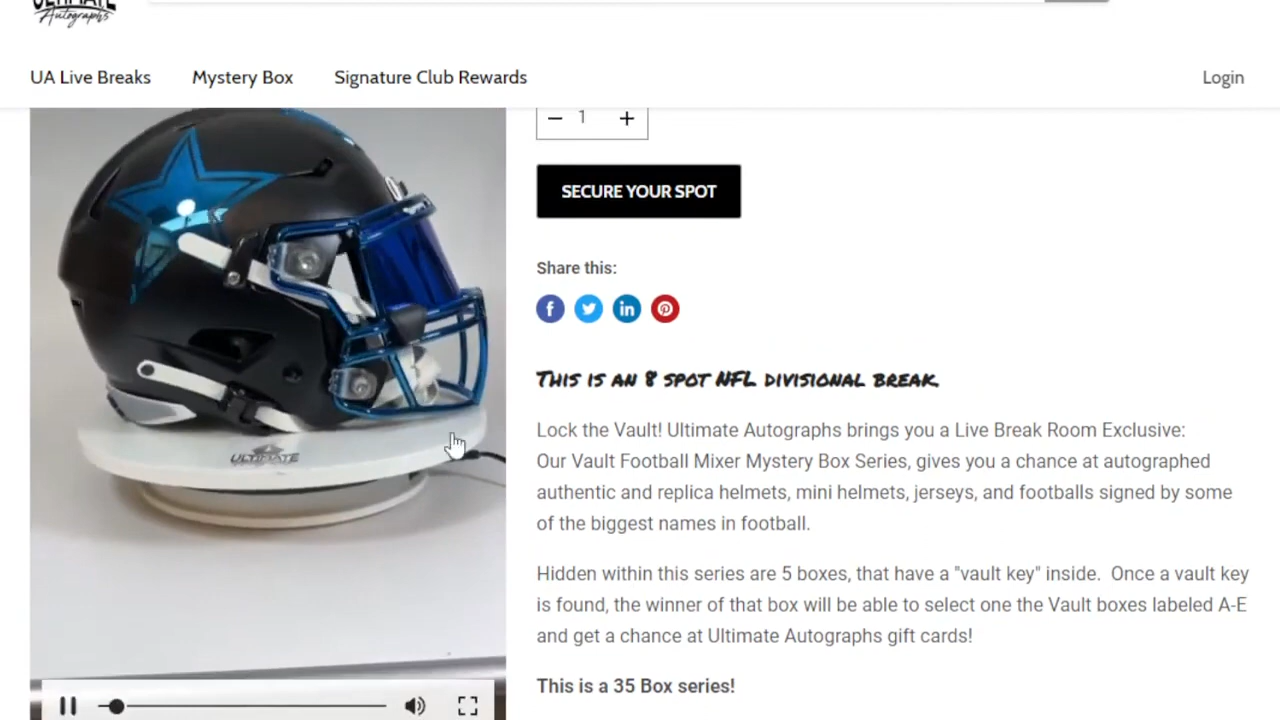 ULTIMATE
Autographs
UA Live Breaks Mystery Box Signature Club Rewards Login
1
SECURE YOUR SPOT
Share this:
THIS IS AN 8 SPOT NFL DIVISIONAL BREAK.
Lock the Vault! Ultimate Autographs brings you a Live Break Room Exclusive:
Our Vault Football Mixer Mystery Box Series, gives you a chance at autographed
authentic and replica helmets, mini helmets, jerseys, and footballs signed by some
of the biggest names in football.
Hidden within this series are 5 boxes, that have a "vault key" inside. Once a vault key
is found, the winner of that box will be able to select one the Vault boxes labeled A-E
and get a chance at Ultimate Autographs gift cards!
This is a 35 Box series!
ULTIMATE